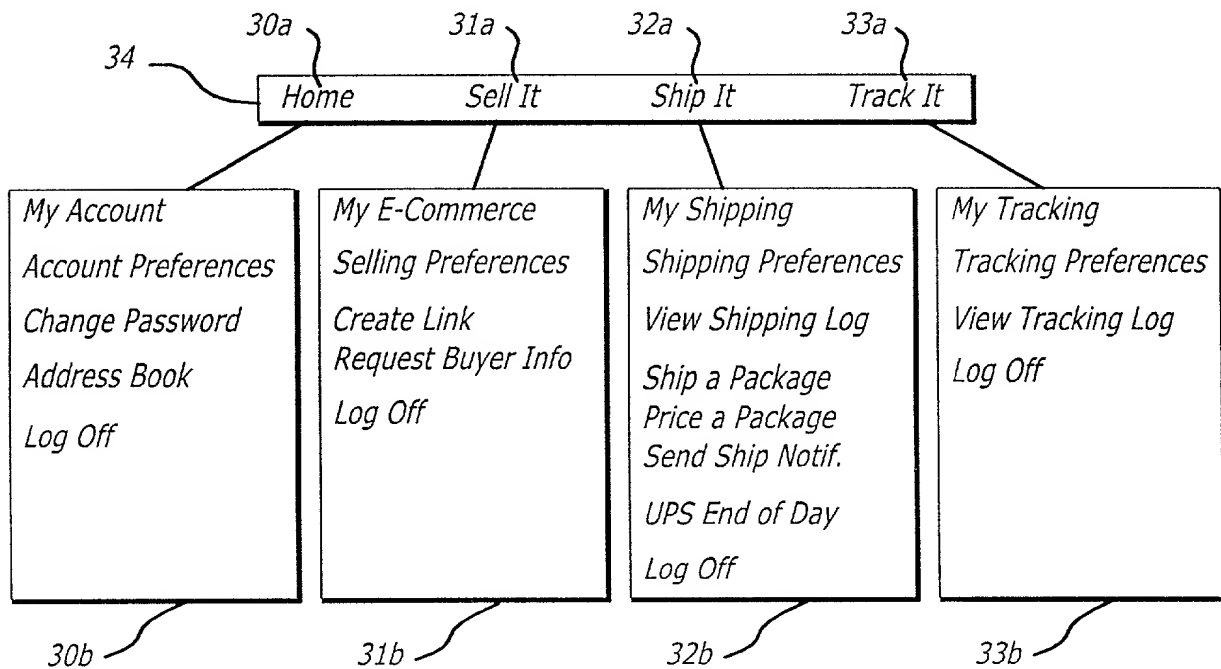 30a 31a 32a 33a
34
Home Sell It Ship It Track It
My Account
Account Preferences
Change Password
Address Book
Log Off
My E-Commerce
Selling Preferences
Create Link
Request Buyer Info
Log Off
My Shipping
Shipping Preferences
View Shipping Log
Ship a Package
Price a Package
Send Ship Notif.
UPS End of Day
Log Off
My Tracking
Tracking Preferences
View Tracking Log
Log Off
30b 31b 32b 33b